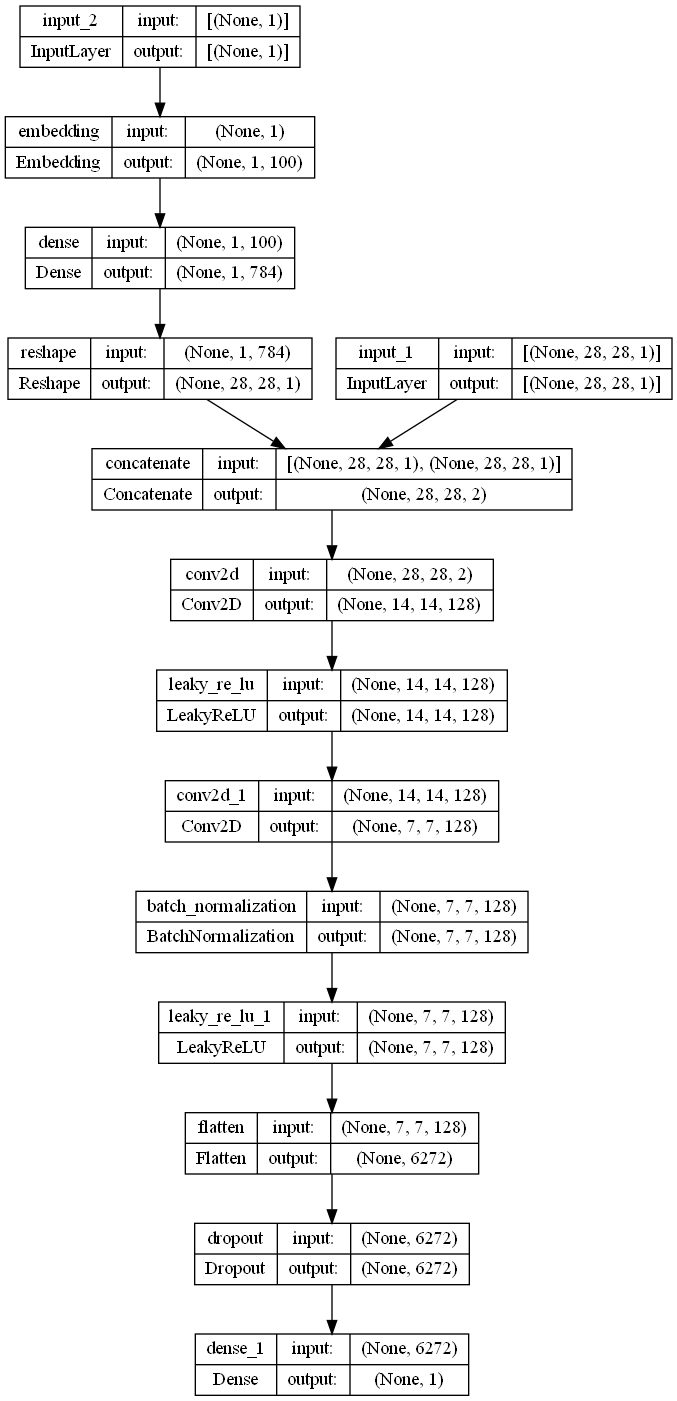 input_2 input: [(None, 1)]
InputLayer output: [(None, 1)]
embedding input: (None, 1)
Embedding output: (None, 1, 100)
dense input: (None, 1, 100)
Dense output: (None, 1, 784)
reshape input: (None, 1, 784)
Reshape output: (None, 28, 28, 1)
input_1 input: [(None, 28, 28, 1)]
InputLayer output: [(None, 28, 28, 1)]
concatenate input: [(None, 28, 28, 1), (None, 28, 28, 1)]
Concatenate output: (None, 28, 28, 2)
conv2d input: (None, 28, 28, 2)
Conv2D output: (None, 14, 14, 128)
leaky_re_lu input: (None, 14, 14, 128)
LeakyReLU output: (None, 14, 14, 128)
conv2d_1 input: (None, 14, 14, 128)
Conv2D output: (None, 7, 7, 128)
batch_normalization input: (None, 7, 7, 128)
BatchNormalization output: (None, 7, 7, 128)
leaky_re_lu_1 input: (None, 7, 7, 128)
LeakyReLU output: (None, 7, 7, 128)
flatten input: (None, 7, 7, 128)
Flatten output: (None, 6272)
dropout input: (None, 6272)
Dropout output: (None, 6272)
dense_1 input: (None, 6272)
Dense output: (None, 1)